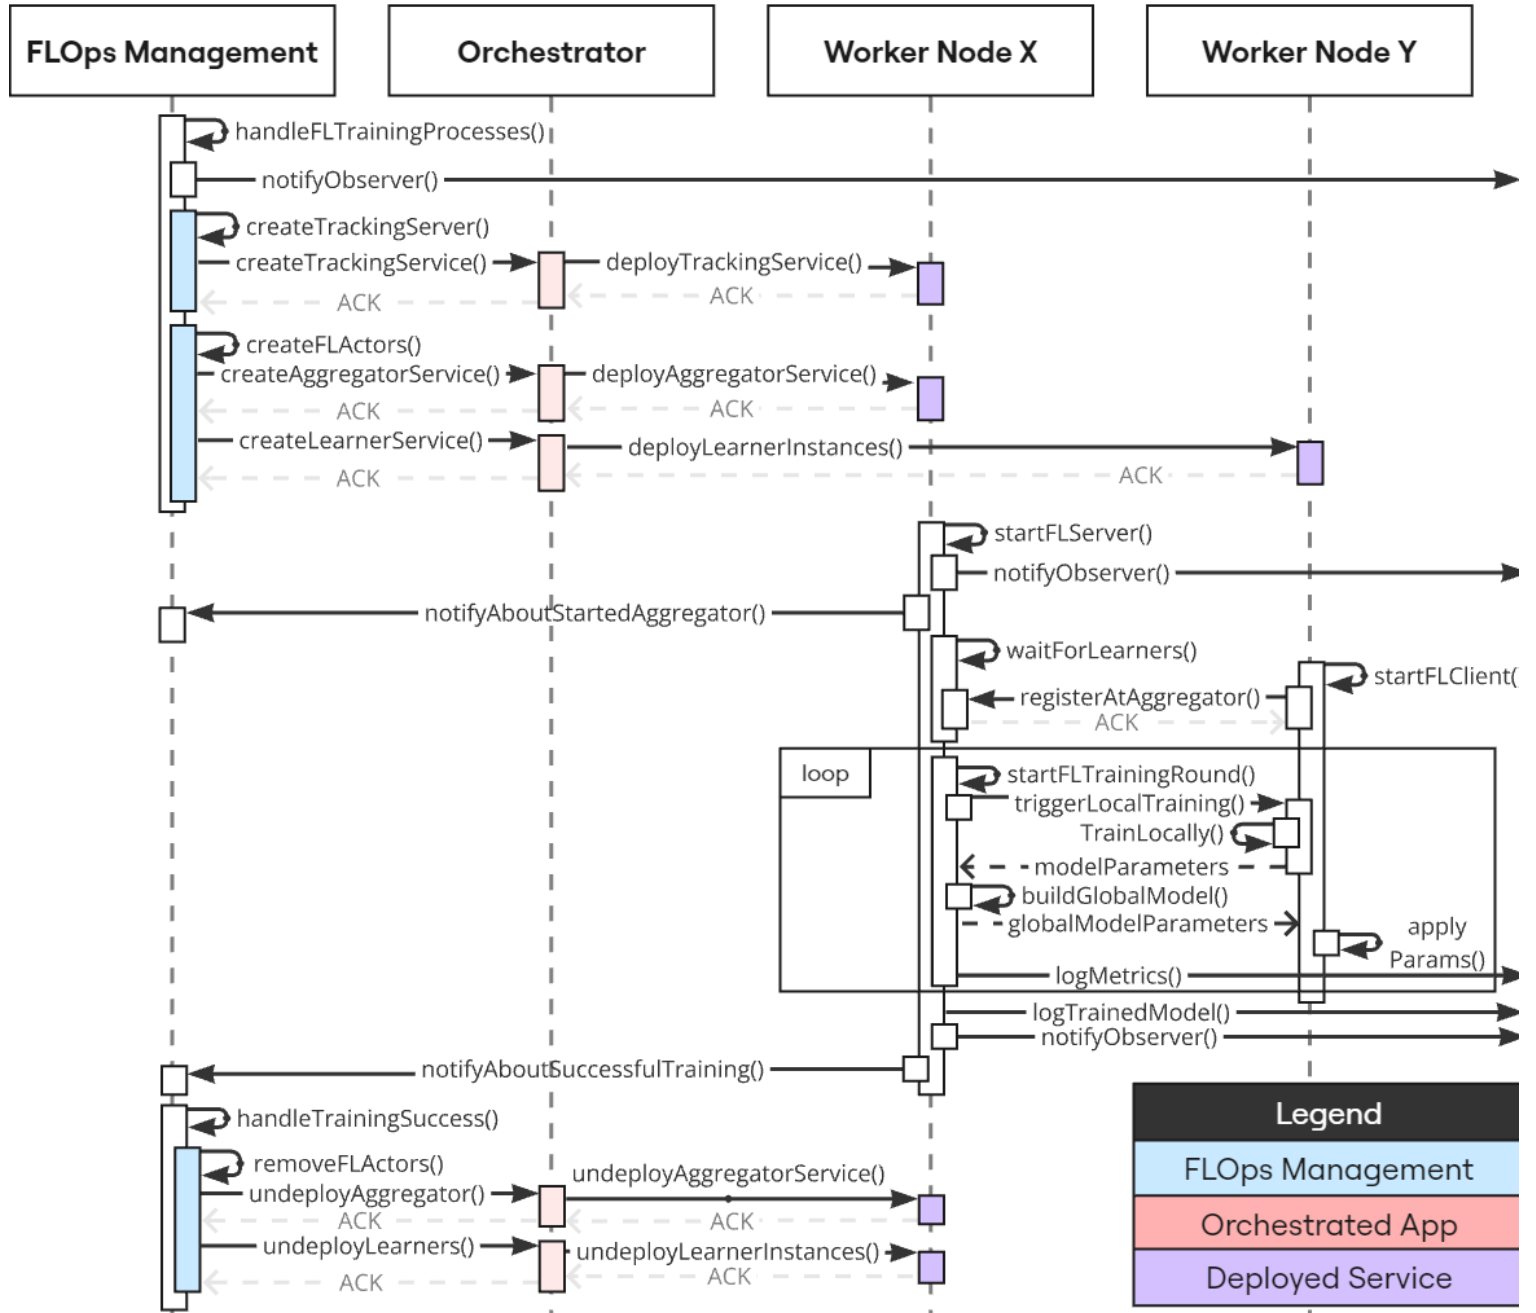 FLOps Management
Orchestrator
Worker Node X
Worker Node Y
handleFLTrainingProcesses()
notifyObserver()
createTrackingServer()
createTrackingService()
deployTrackingService()
ACK
ACK
createFLActors()
createAggregatorService()
deployAggregatorService()
ACK
ACK
createLearnerService()
deployLearnerInstances()
ACK
ACK
startFLServer()
notifyObserver()
notifyAboutStartedAggregator()
waitForLearners()
startFLClient(
registerAtAggregator()
ACK
loop
startFLTrainingRound()
triggerLocalTraining()
TrainLocally()
modelParameters
buildGlobalModel()
globalModelParameters
apply
Params()
logMetrics()
logTrainedModel()
notifyObserver()
notifyAboutSuccessfulTraining()
handleTrainingSuccess()
removeFLActors()
undeployAggregatorService()
undeployAggregator()
ACK
ACK
undeployLearners()
undeployLearnerInstances()
ACK
ACK
Legend
FLOps Management
Orchestrated App
Deployed Service